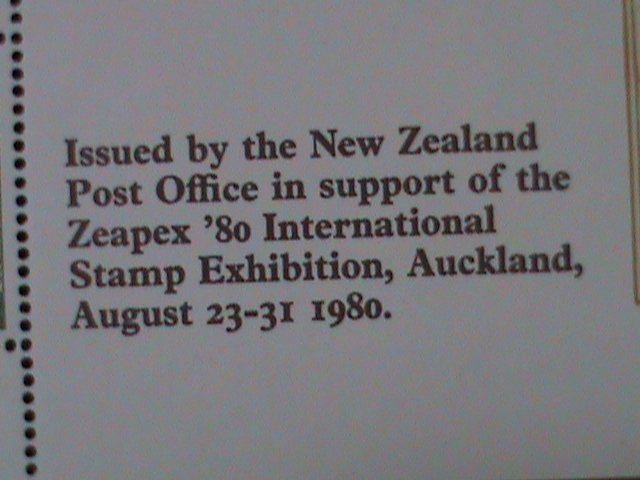 Issued by the New Zealand
Post Office in support of the
Zeapex '80 International
Stamp Exhibition, Auckland,
August 23-31 1980.